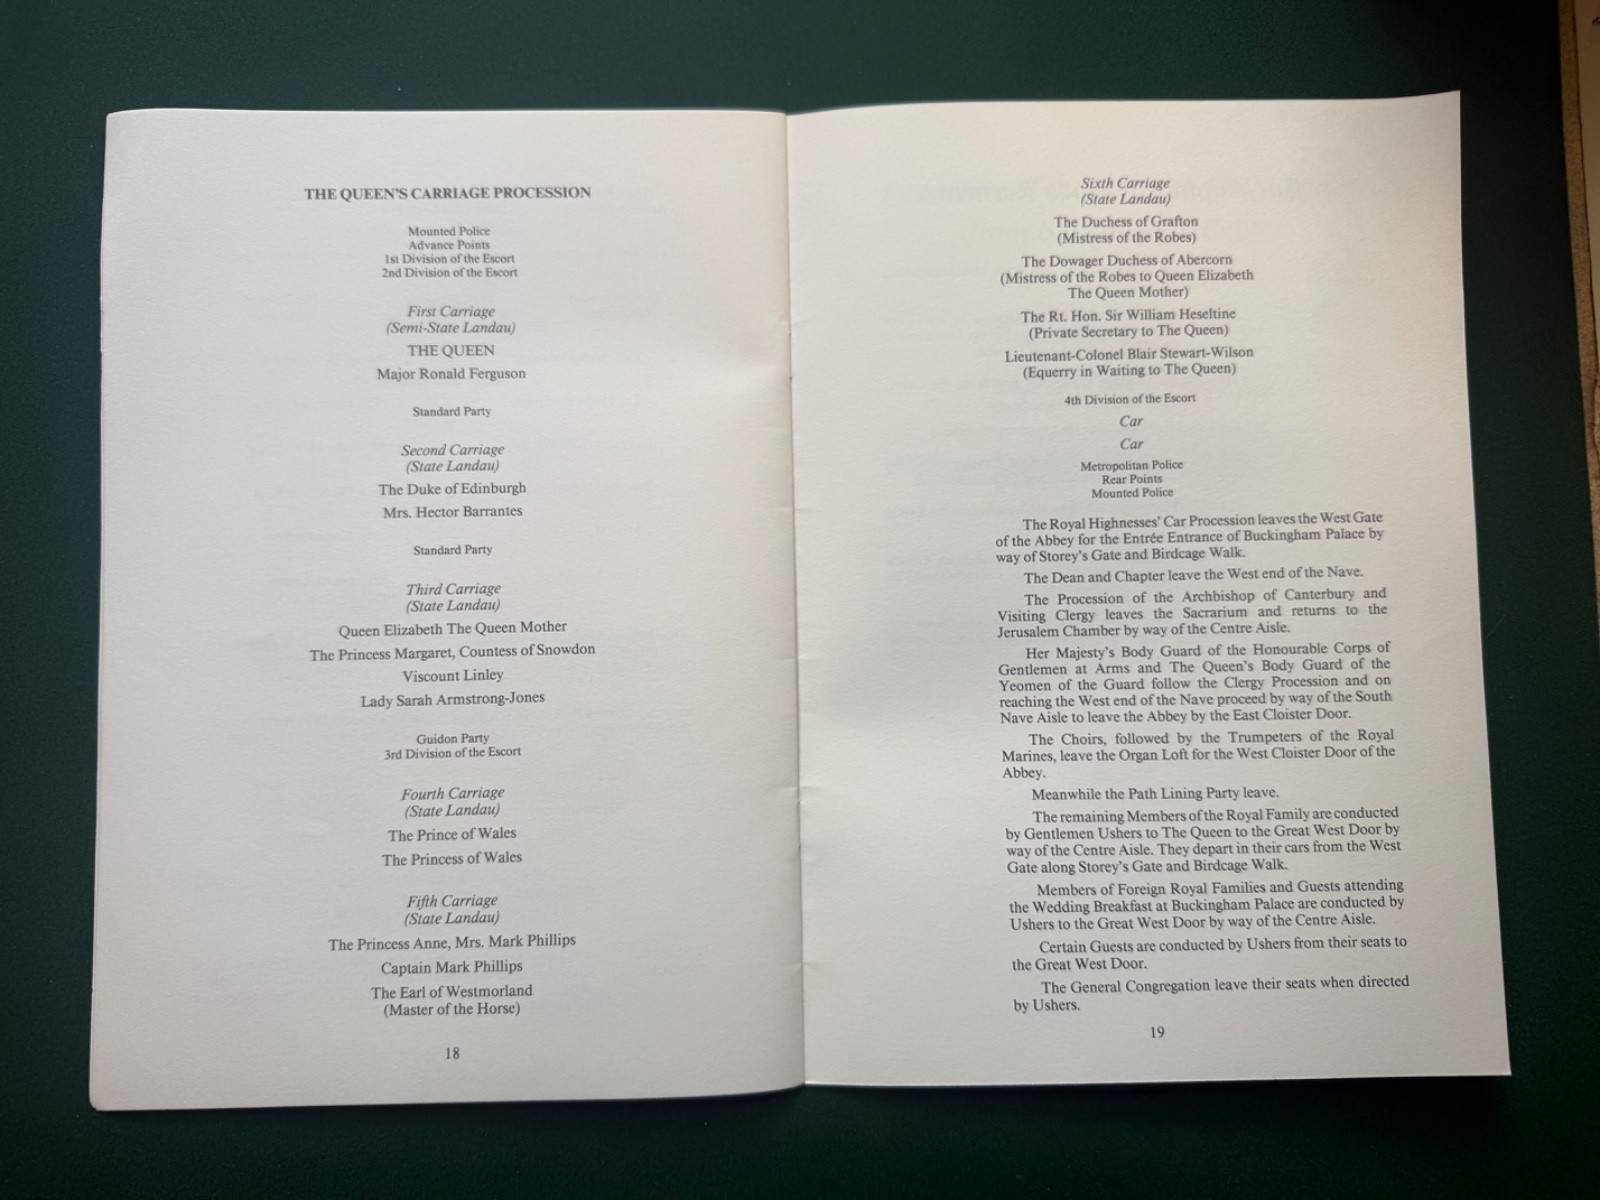 THE QUEEN'S CARRIAGE PROCESSION
Mounted Police
Advance Points
1st Division of the Escort
2nd Division of the Escort
First Carriage
(Semi-State Landau)
THE QUEEN
Major Ronald Ferguson
Standard Party
Second Carriage
(State Landau)
The Duke of Edinburgh
Mrs. Hector Barrantes
Standard Party
Third Carriage
(State Landau)
Queen Elizabeth The Queen Mother
The Princess Margaret, Countess of Snowdon
Viscount Linley
Lady Sarah Armstrong-Jones
Guidon Party
3rd Division of the Escort
Fourth Carriage
(State Landau)
The Prince of Wales
The Princess of Wales
Fifth Carriage
(State Landau)
The Princess Anne, Mrs. Mark Phillips
Captain Mark Phillips
The Earl of Westmorland
(Master of the Horse)
18
Sixth Carriage
(State Landau)
The Duchess of Grafton
(Mistress of the Robes)
The Dowager Duchess of Abercorn
(Mistress of the Robes to Queen Elizabeth
The Queen Mother)
The Rt. Hon. Sir William Heseltine
(Private Secretary to The Queen)
Lieutenant-Colonel Blair Stewart-Wilson
(Equerry in Waiting to The Queen)
4th Division of the Escort
Car
Car
Metropolitan Police
Rear Points
Mounted Police
The Royal Highnesses' Car Procession leaves the West Gate
of the Abbey for the Entrée Entrance of Buckingham Palace by
way of Storey's Gate and Birdcage Walk.
The Dean and Chapter leave the West end of the Nave.
The Procession of the Archbishop of Canterbury and
Visiting Clergy leaves the Sacrarium and returns to the
Jerusalem Chamber by way of the Centre Aisle.
Her Majesty's Body Guard of the Honourable Corps of
Gentlemen at Arms and The Queen's Body Guard of the
Yeomen of the Guard follow the Clergy Procession and on
reaching the West end of the Nave proceed by way of the South
Nave Aisle to leave the Abbey by the East Cloister Door.
The Choirs, followed by the Trumpeters of the Royal
Marines, leave the Organ Loft for the West Cloister Door of the
Abbey.
Meanwhile the Path Lining Party leave.
The remaining Members of the Royal Family are conducted
by Gentlemen Ushers to The Queen to the Great West Door by
way of the Centre Aisle. They depart in their cars from the West
Gate along Storey's Gate and Birdcage Walk.
Members of Foreign Royal Families and Guests attending
the Wedding Breakfast at Buckingham Palace are conducted by
Ushers to the Great West Door by way of the Centre Aisle.
Certain Guests are conducted by Ushers from their seats to
the Great West Door.
The General Congregation leave their seats when directed
by Ushers.
19